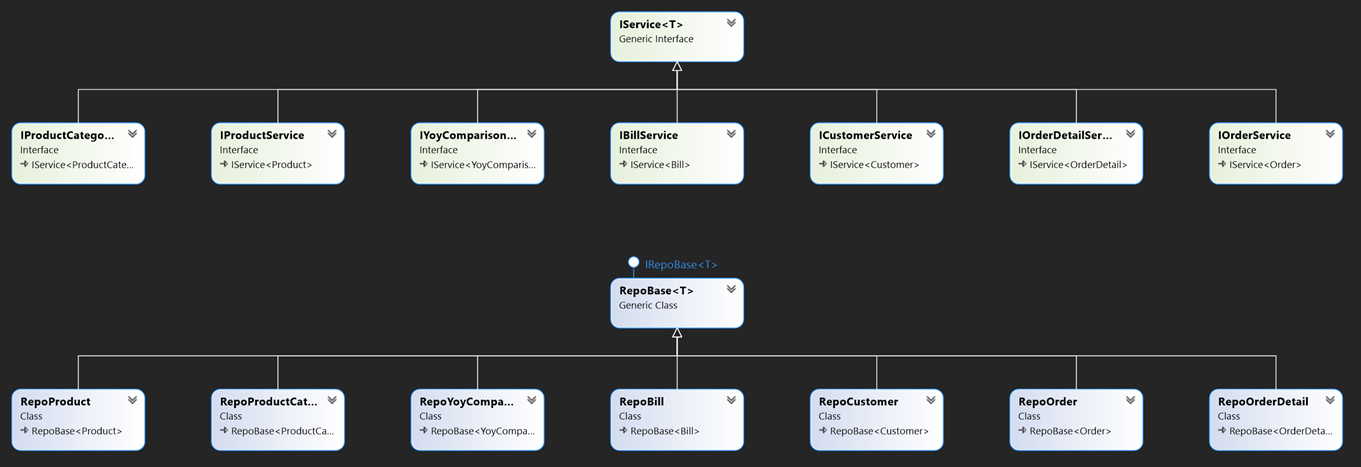 IService<T>
Generic Interface
IProductCatego...
Interface
IService<ProductCate...
IProductService
Interface
IService<Product>
IYoyComparison...
Interface
IService<YoyComparis...
IBillService
Interface
IService<Bill>
ICustomerService
Interface
IService<Customer>
IOrderDetailSer...
Interface
IService<OrderDetail>
IOrderService
Interface
IService<Order>
IRepoBase<T>
RepoBase<T>
Generic Class
RepoProduct
Class
RepoBase<Product>
RepoProductCat...
Class
RepoBase<ProductCa...
RepoYoyCompa...
Class
RepoBase<YoyCompa...
RepoBill
Class
RepoBase<Bill>
RepoCustomer
Class
RepoBase<Customer>
RepoOrder
Class
RepoBase<Order>
RepoOrderDetail
Class
RepoBase<OrderDeta...